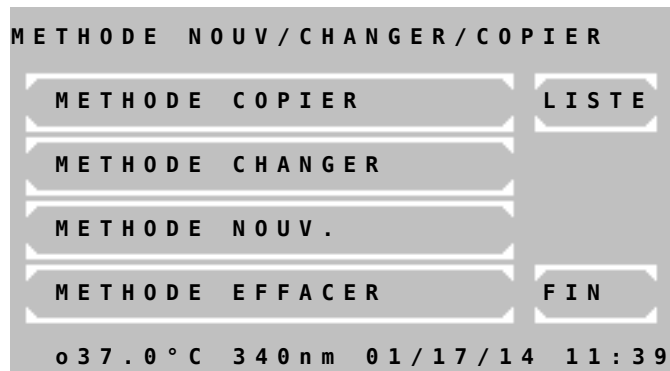 METHODE NOUV/CHANGER/COPIER
METHODE COPIER LISTE
METHODE CHANGER
METHODE NOUV.
METHODE EFFACER FIN
o37.0°C 340nm 01/17/14 11:39